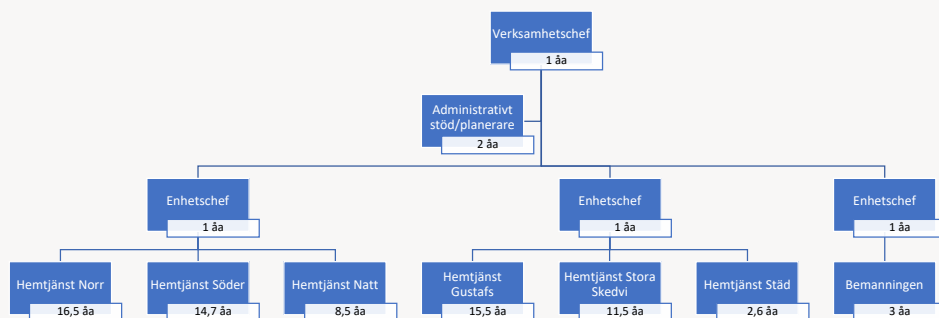 Verksamhetschef
1 åa
Administrativt
stöd/planerare
2 åa
Enhetschef
1 åa
Enhetschef
1 åa
Enhetschef
1 åa
Hemtjänst Norr
16,5 åa
Hemtjänst Söder
14,7 åa
Hemtjänst Natt
8,5 åa
Hemtjänst
Gustafs
15,5 åa
Hemtjänst Stora
Skedvi
11,5 åa
Hemtjänst Städ
2,6 åa
Bemanningen
3 åa